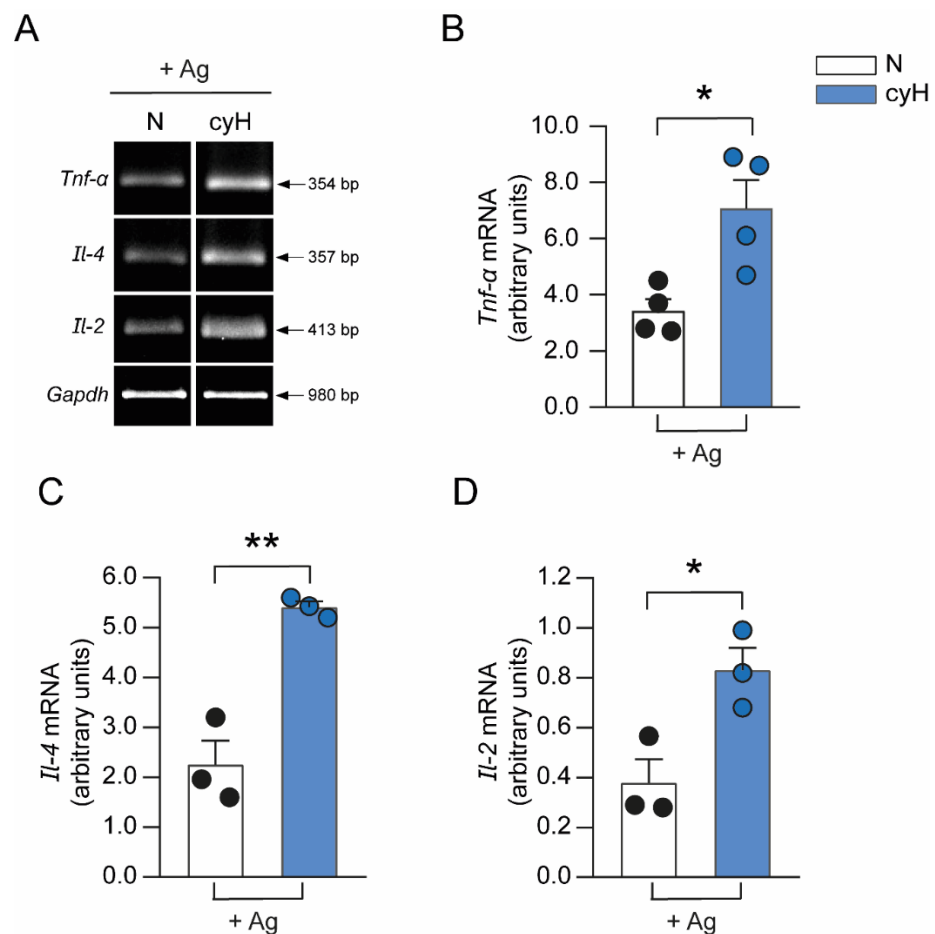 A
+ Ag
N cyH
Tnf-α 354 bp
Il-4 357 bp
Il-2 413 bp
Gapdh 980 bp
B
N
cyH
*
10.0
8.0
6.0
4.0
2.0
0.0
Tnf-α mRNA
(arbitrary units)
+ Ag
C
**
6.0
5.0
4.0
3.0
2.0
1.0
0.0
Il-4 mRNA
(arbitrary units)
+ Ag
D
*
1.2
1.0
0.8
0.6
0.4
0.2
0.0
Il-2 mRNA
(arbitrary units)
+ Ag